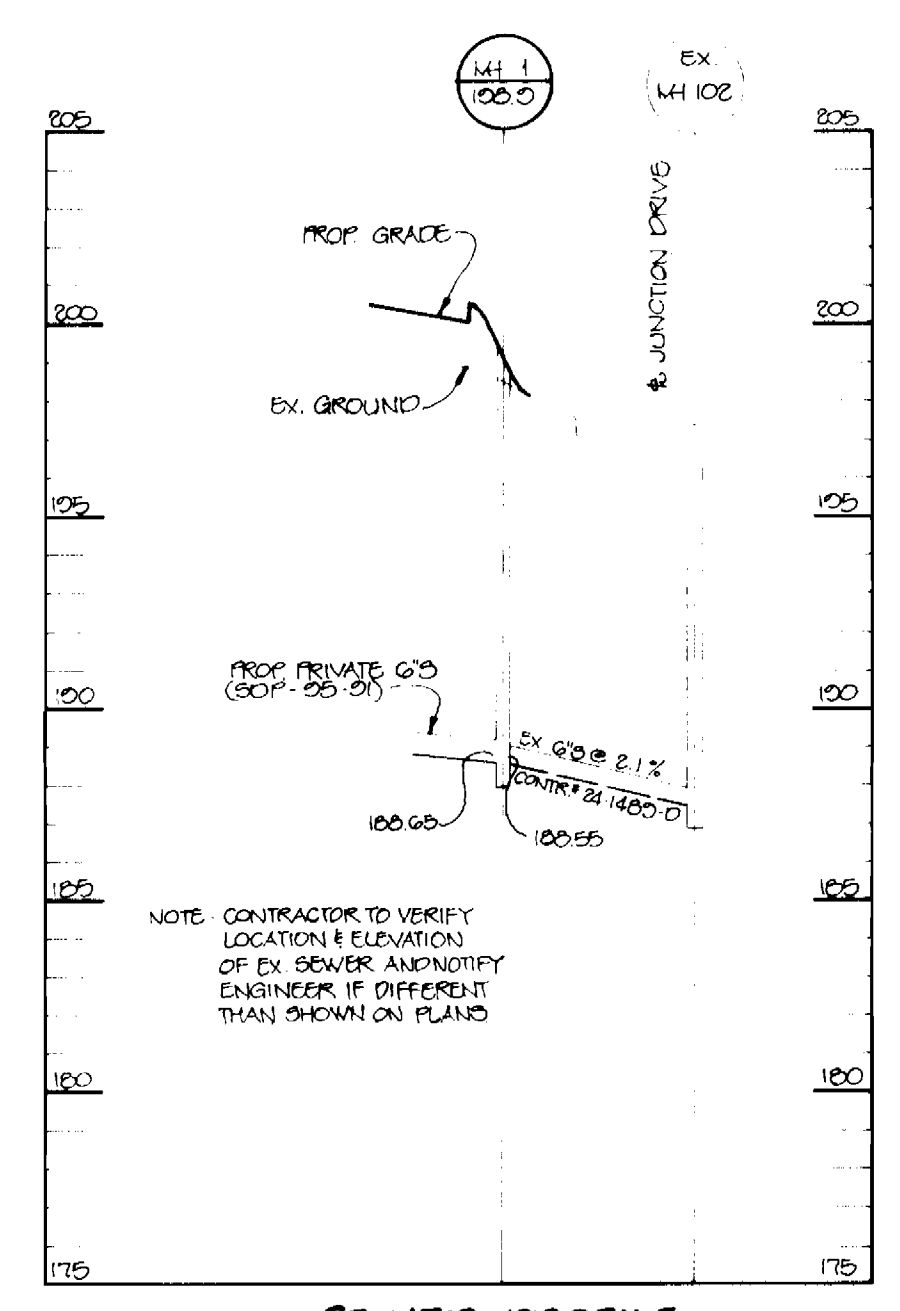 MH 1
198.9
EX.
MH 102
205
205
℄ JUNCTION DRIVE
PROP. GRADE
200
200
EX. GROUND
195
195
PROP. PRIVATE 6"S
(SDP-95-91)
190
190
EX 6"S @ 2.1%
CONTR.# 24-1489-D
188.65
188.55
185
185
NOTE: CONTRACTOR TO VERIFY
LOCATION & ELEVATION
OF EX. SEWER AND NOTIFY
ENGINEER IF DIFFERENT
THAN SHOWN ON PLANS
180
180
175
175